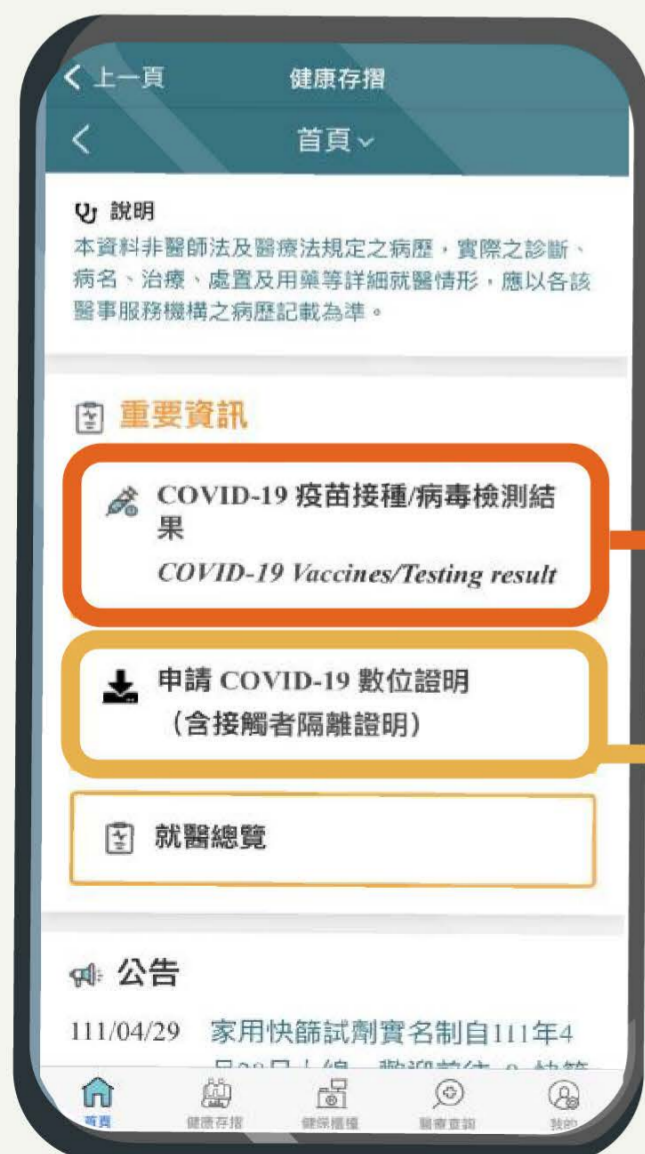 上一頁
健康存摺
首頁
說明
本資料非醫師法及醫療法規定之病歷，實際之診斷、
病名、治療、處置及用藥等詳細就醫情形，應以各該
醫事服務機構之病歷記載為準。
重要資訊
COVID-19 疫苗接種/病毒檢測結
果
COVID-19 Vaccines/Testing result
申請 COVID-19 數位證明
（含接觸者隔離證明）
就醫總覽
公告
111/04/29 家用快篩試劑實名制自111年4
首頁
健康存摺
健保櫃檯
醫療查詢
我的